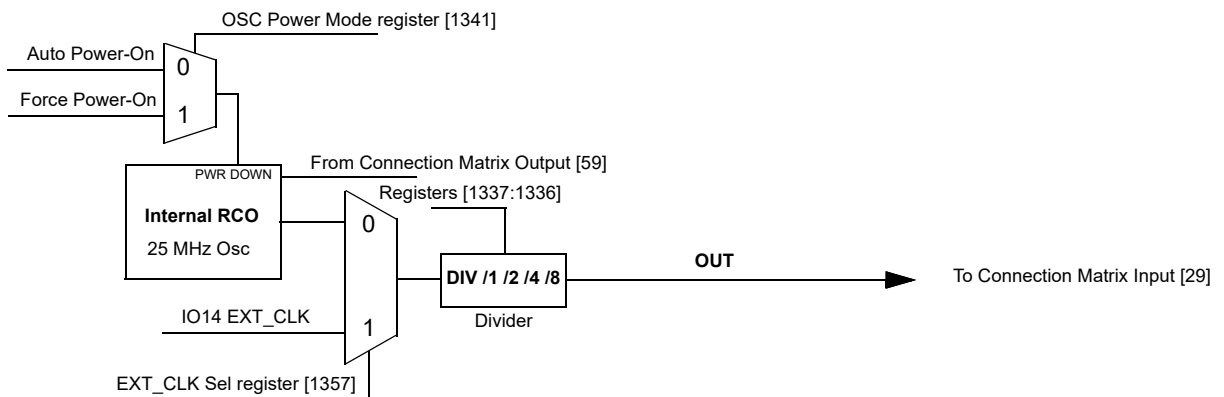 OSC Power Mode register [1341]
Auto Power-On
0
Force Power-On
1
PWR DOWN
From Connection Matrix Output [59]
Registers [1337:1336]
Internal RCO
0
25 MHz Osc
OUT
DIV /1 /2 /4 /8
To Connection Matrix Input [29]
IO14 EXT_CLK
1
Divider
EXT_CLK Sel register [1357]